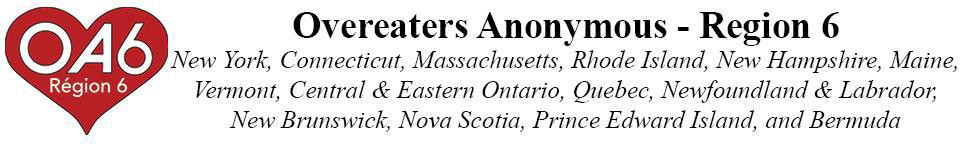 OA6
Région 6
Overeaters Anonymous - Region 6
New York, Connecticut, Massachusetts, Rhode Island, New Hampshire, Maine,
Vermont, Central & Eastern Ontario, Quebec, Newfoundland & Labrador,
New Brunswick, Nova Scotia, Prince Edward Island, and Bermuda